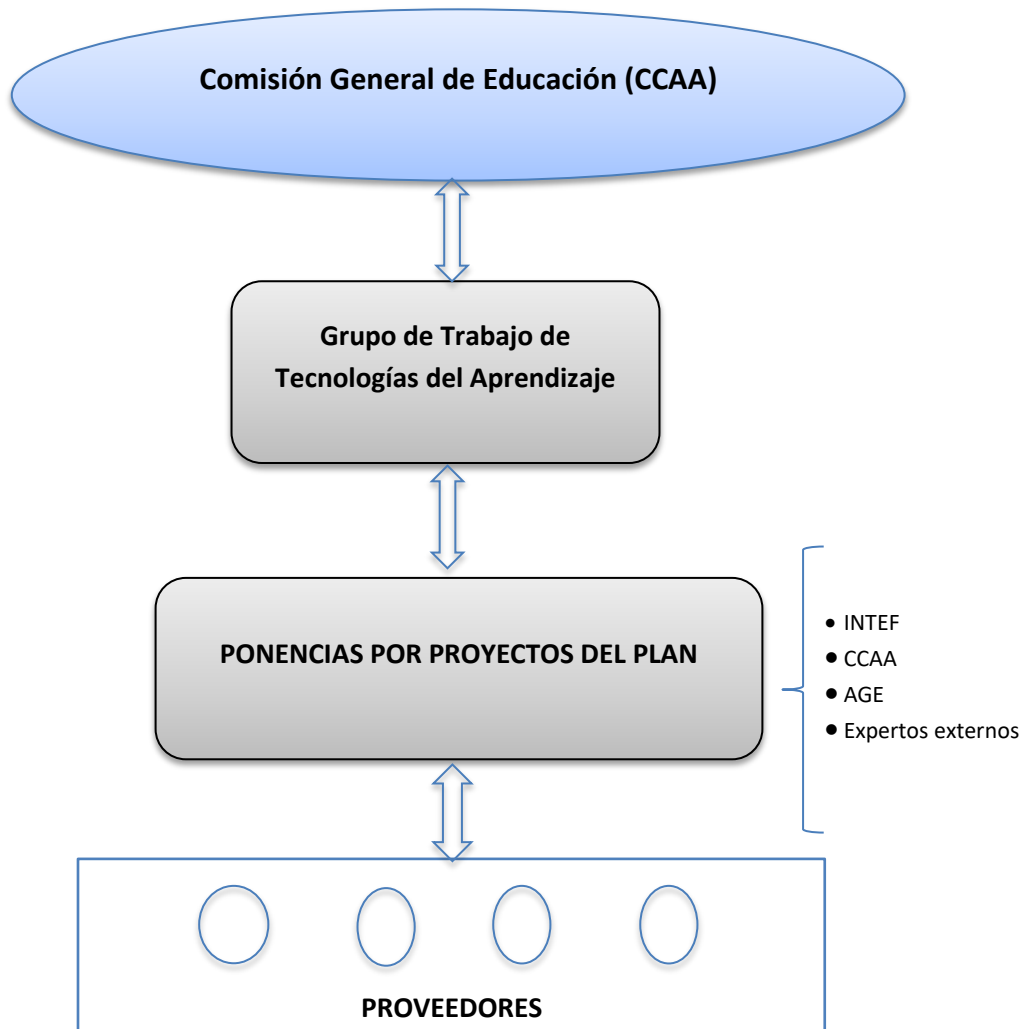 Comisión General de Educación (CCAA)
Grupo de Trabajo de
Tecnologías del Aprendizaje
PONENCIAS POR PROYECTOS DEL PLAN
• INTEF
• CCAA
• AGE
• Expertos externos
PROVEEDORES